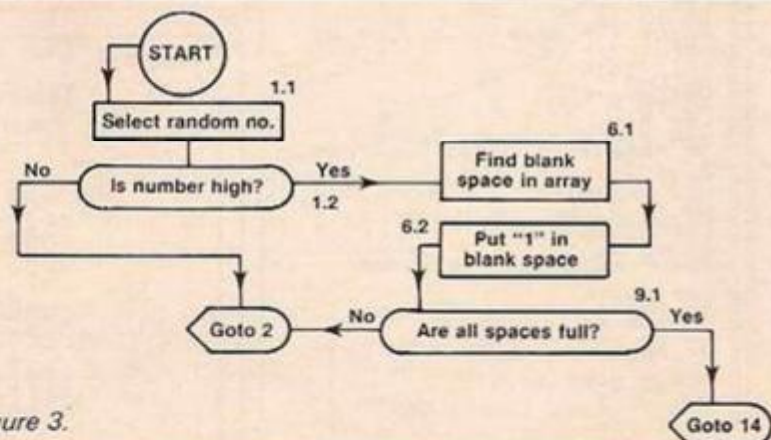 START
1.1
Select random no.
No
Is number high?
Yes
1.2
6.1
Find blank
space in array
6.2
Put "1" in
blank space
9.1
Goto 2
No
Are all spaces full?
Yes
Goto 14
ure 3.